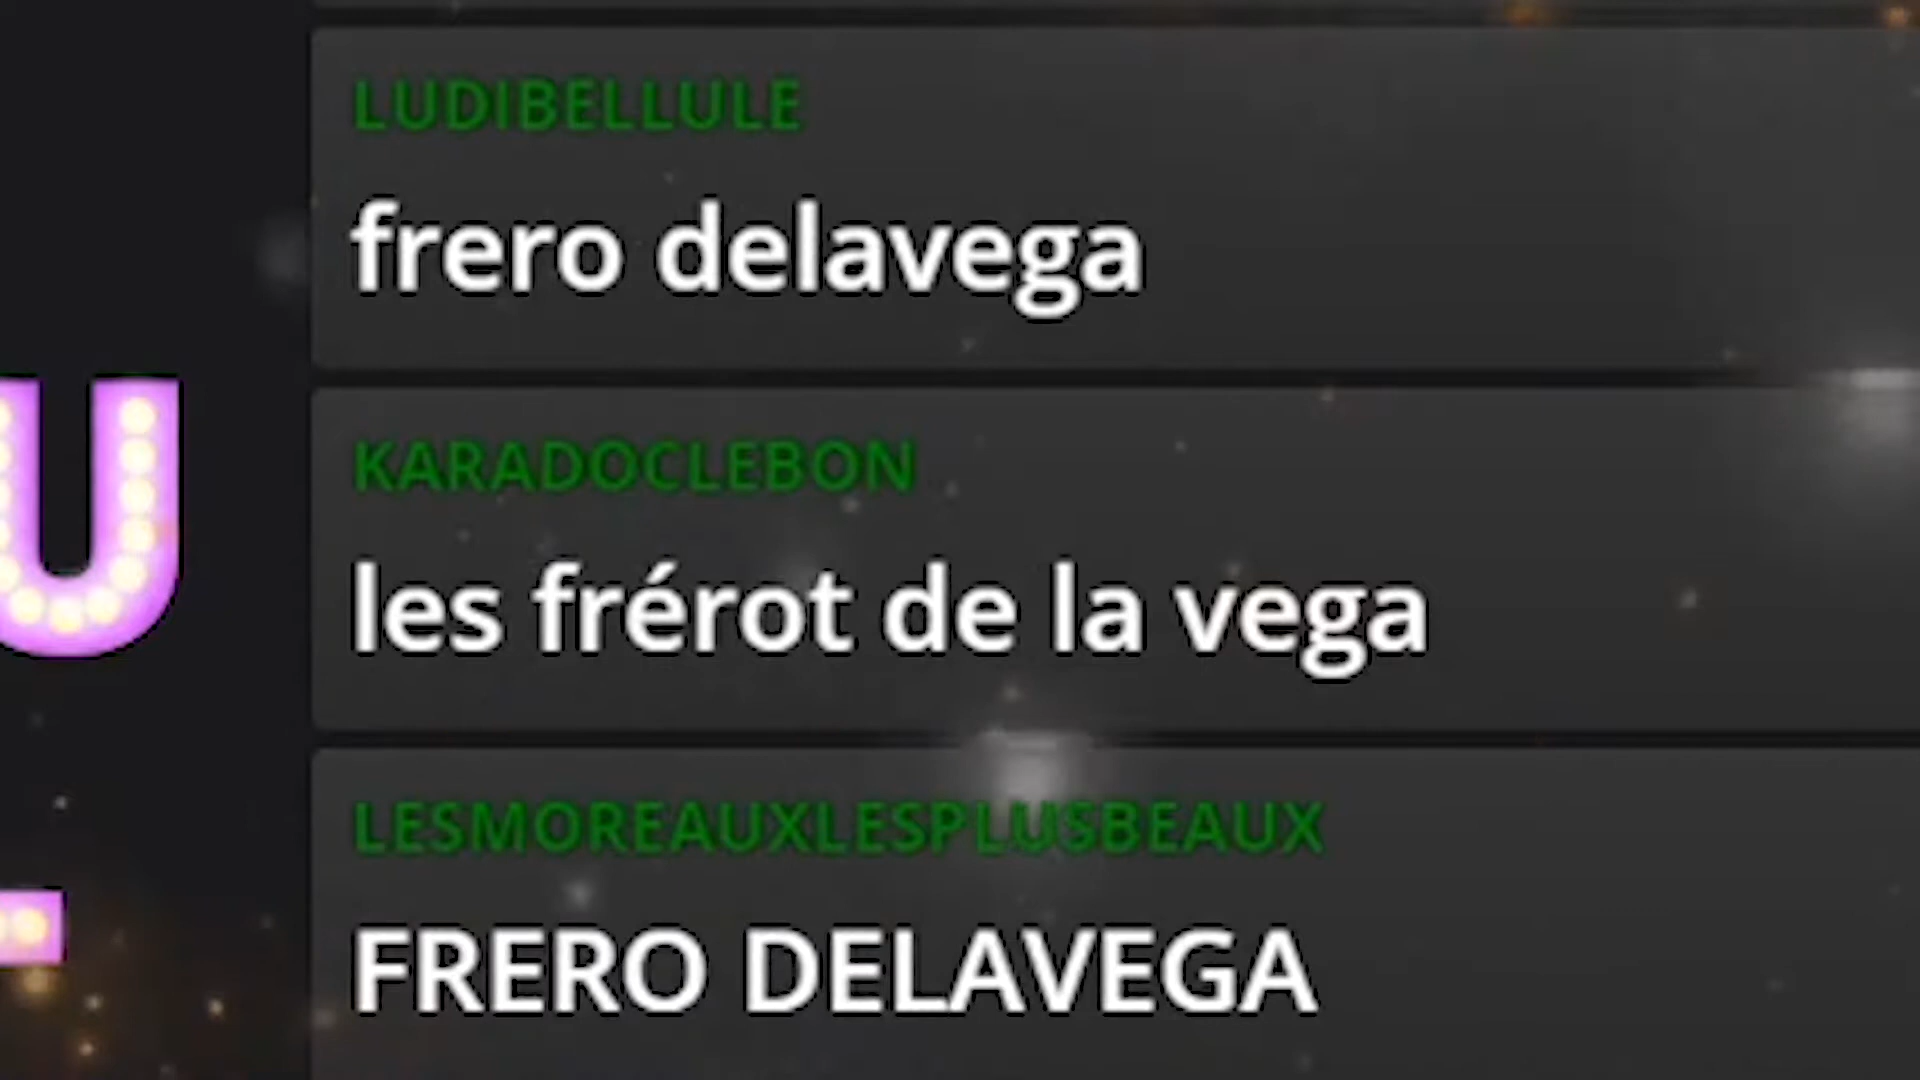 LUDIBELLULE
frero delavega
U
KARADOCLEBON
les frérot de la vega
LESMOREAUXLESPLUSBEAUX
FRERO DELAVEGA